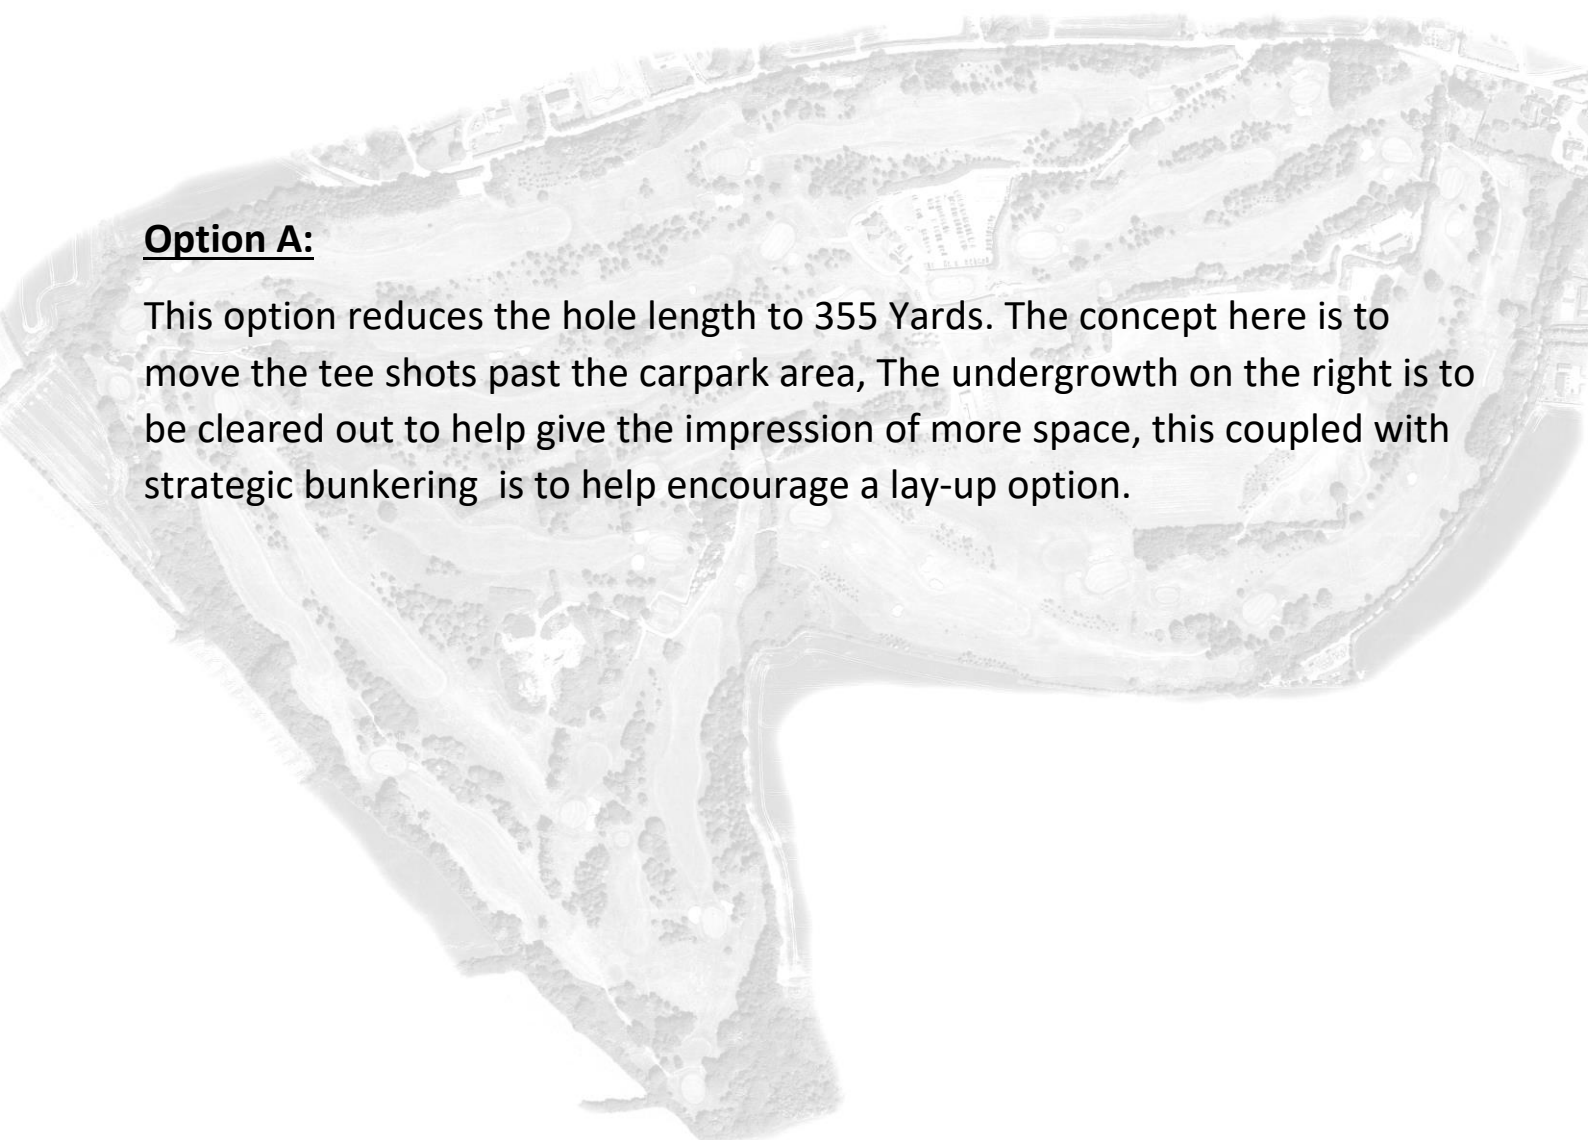 Option A:
This option reduces the hole length to 355 Yards. The concept here is to
move the tee shots past the carpark area, The undergrowth on the right is to
be cleared out to help give the impression of more space, this coupled with
strategic bunkering  is to help encourage a lay-up option.